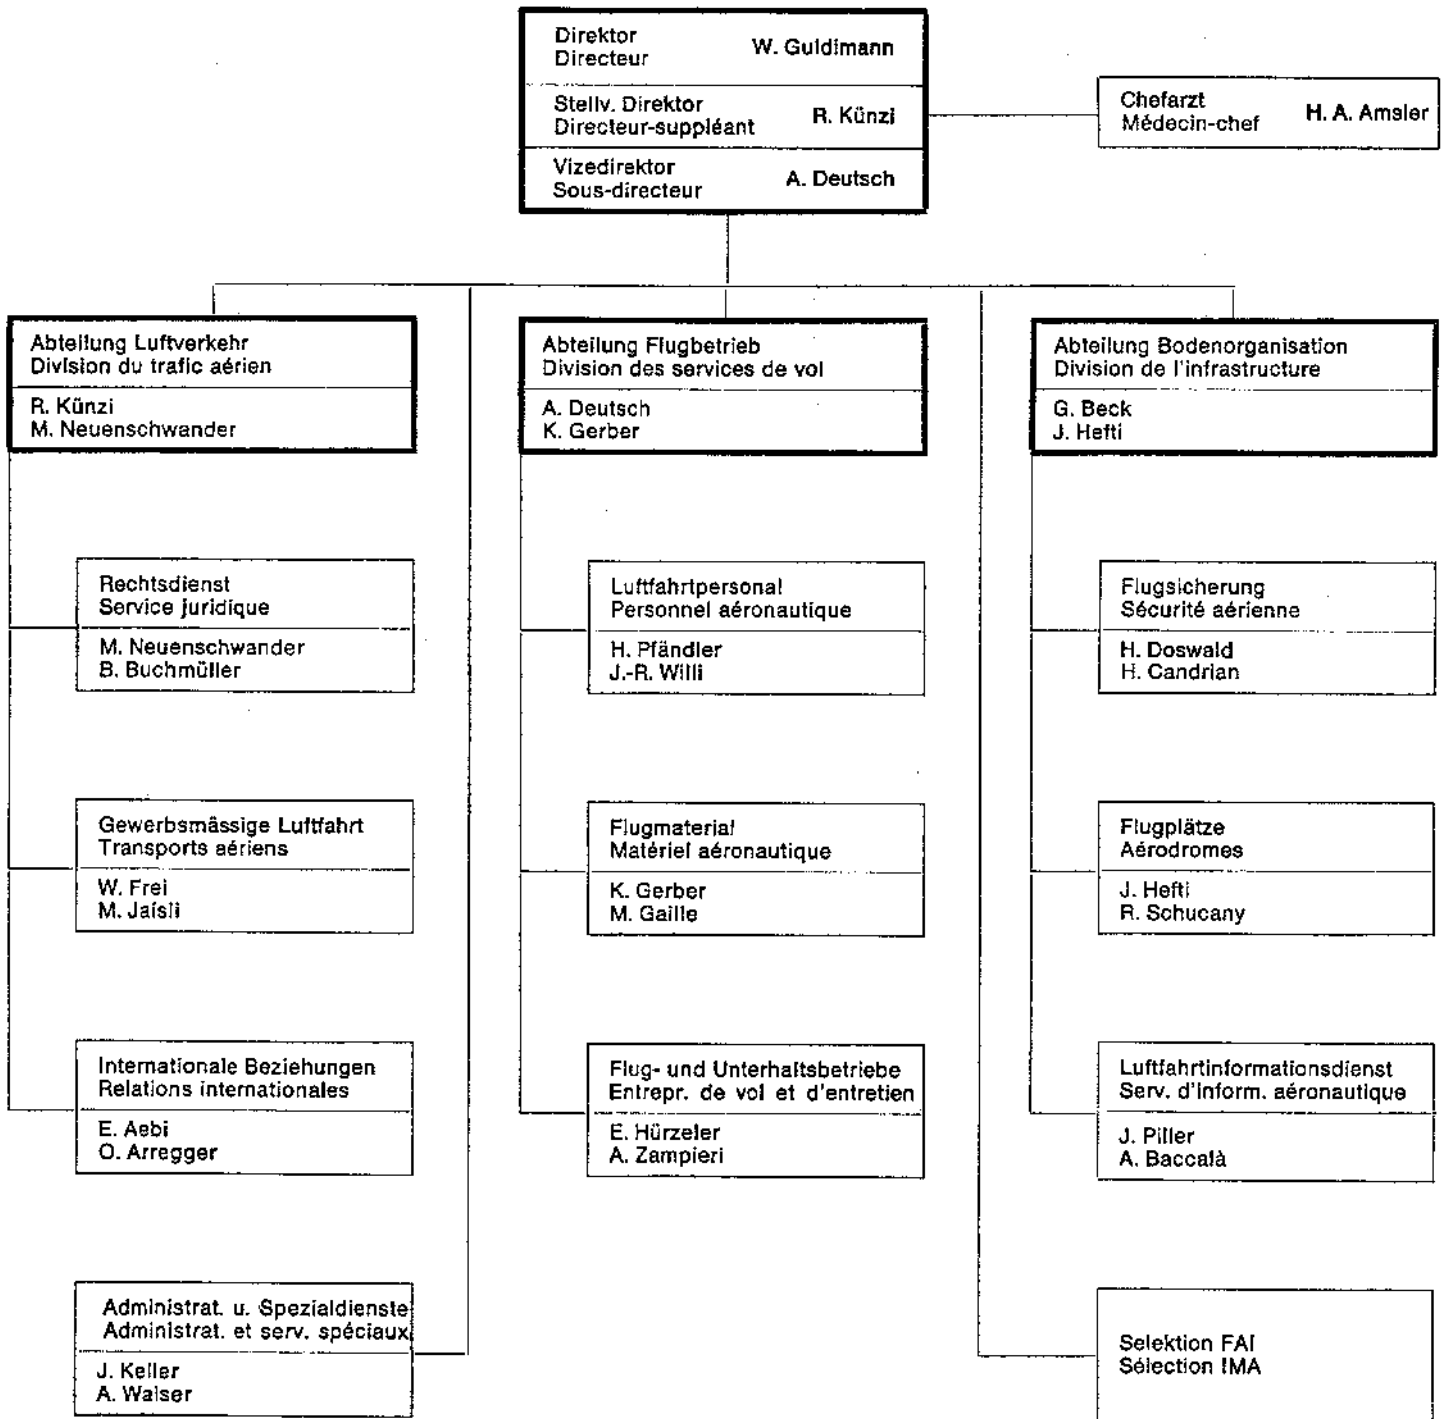 Direktor
Directeur
W. Guldimann
Stellv. Direktor
Directeur-suppléant
R. Künzi
Vizedirektor
Sous-directeur
A. Deutsch
Chefarzt
Médecin-chef
H. A. Amsler
Abteilung Luftverkehr
Division du trafic aérien
R. Künzi
M. Neuenschwander
Abteilung Flugbetrieb
Division des services de vol
A. Deutsch
K. Gerber
Abteilung Bodenorganisation
Division de l'infrastructure
G. Beck
J. Hefti
Rechtsdienst
Service juridique
M. Neuenschwander
B. Buchmüller
Luftfahrtpersonal
Personnel aéronautique
H. Pfändler
J.-R. Willi
Flugsicherung
Sécurité aérienne
H. Doswald
H. Candrian
Gewerbsmässige Luftfahrt
Transports aériens
W. Frei
M. Jaisli
Flugmaterial
Matériel aéronautique
K. Gerber
M. Gaille
Flugplätze
Aérodromes
J. Hefti
R. Schucany
Internationale Beziehungen
Relations internationales
E. Aebi
O. Arregger
Flug- und Unterhaltsbetriebe
Entrepr. de vol et d'entretien
E. Hürzeler
A. Zampieri
Luftfahrtinformationsdienst
Serv. d'inform. aéronautique
J. Piller
A. Baccalà
Administrat. u. Spezialdienste
Administrat. et serv. spéciaux
J. Keller
A. Walser
Selektion FAI
Sélection IMA